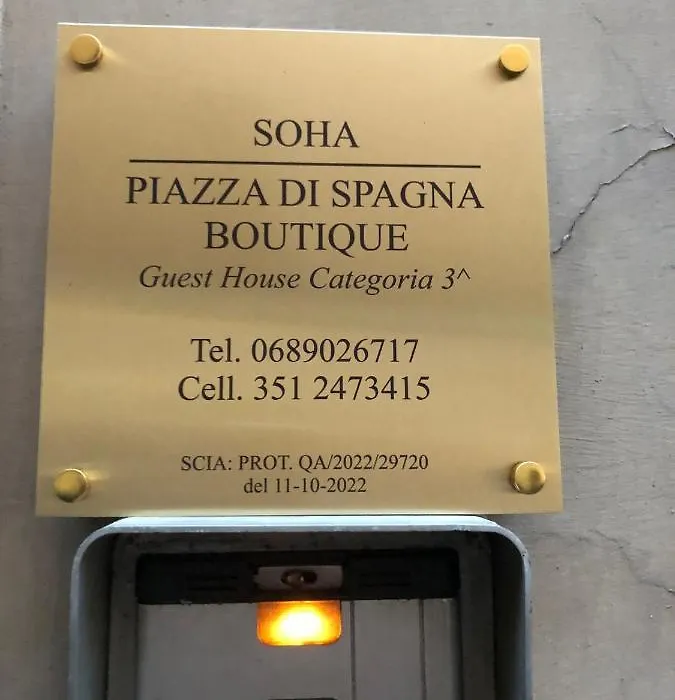 SOHA
PIAZZA DI SPAGNA
BOUTIQUE
Guest House Categoria 3^
Tel. 0689026717
Cell. 351 2473415
SCIA: PROT. QA/2022/29720
del 11-10-2022